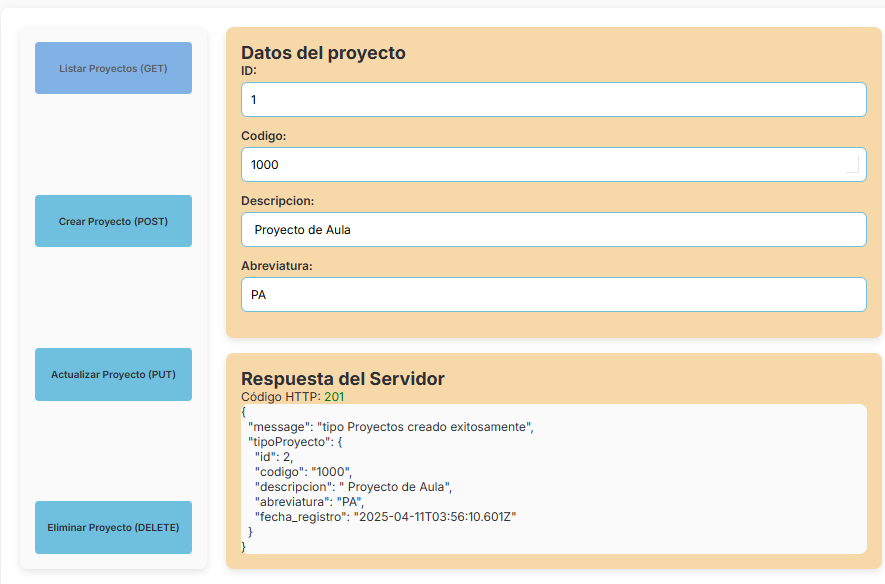 Listar Proyectos (GET)
Crear Proyecto (POST)
Actualizar Proyecto (PUT)
Eliminar Proyecto (DELETE)
Datos del proyecto
ID:
1
Codigo:
1000
Descripcion:
Proyecto de Aula
Abreviatura:
PA
Respuesta del Servidor
Código HTTP: 201
{
"message": "tipo Proyectos creado exitosamente",
"tipoProyecto": {
"id": 2,
"codigo": "1000",
"descripcion": " Proyecto de Aula",
"abreviatura": "PA",
"fecha_registro": "2025-04-11T03:56:10.601Z"
}
}